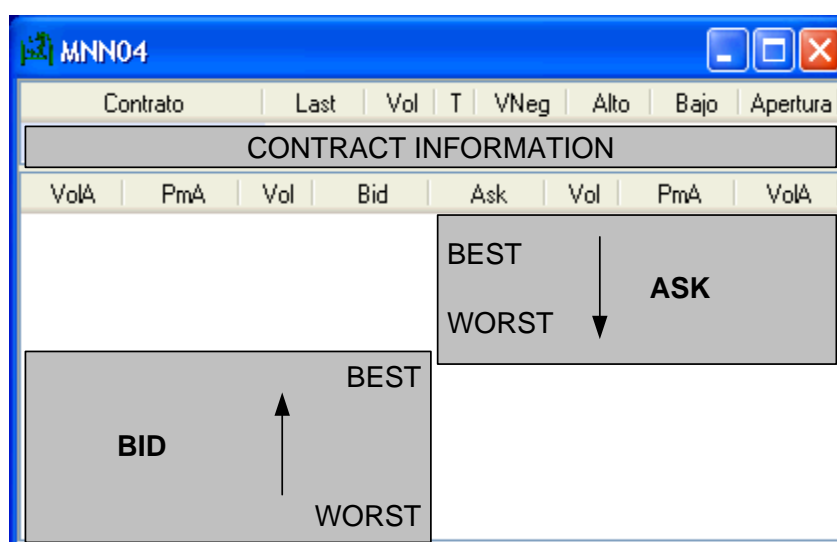 MNN04
Contrato Last Vol T VNeg Alto Bajo Apertura
CONTRACT INFORMATION
VolA PmA Vol Bid Ask Vol PmA VolA
BEST
ASK
WORST
BEST
BID
WORST